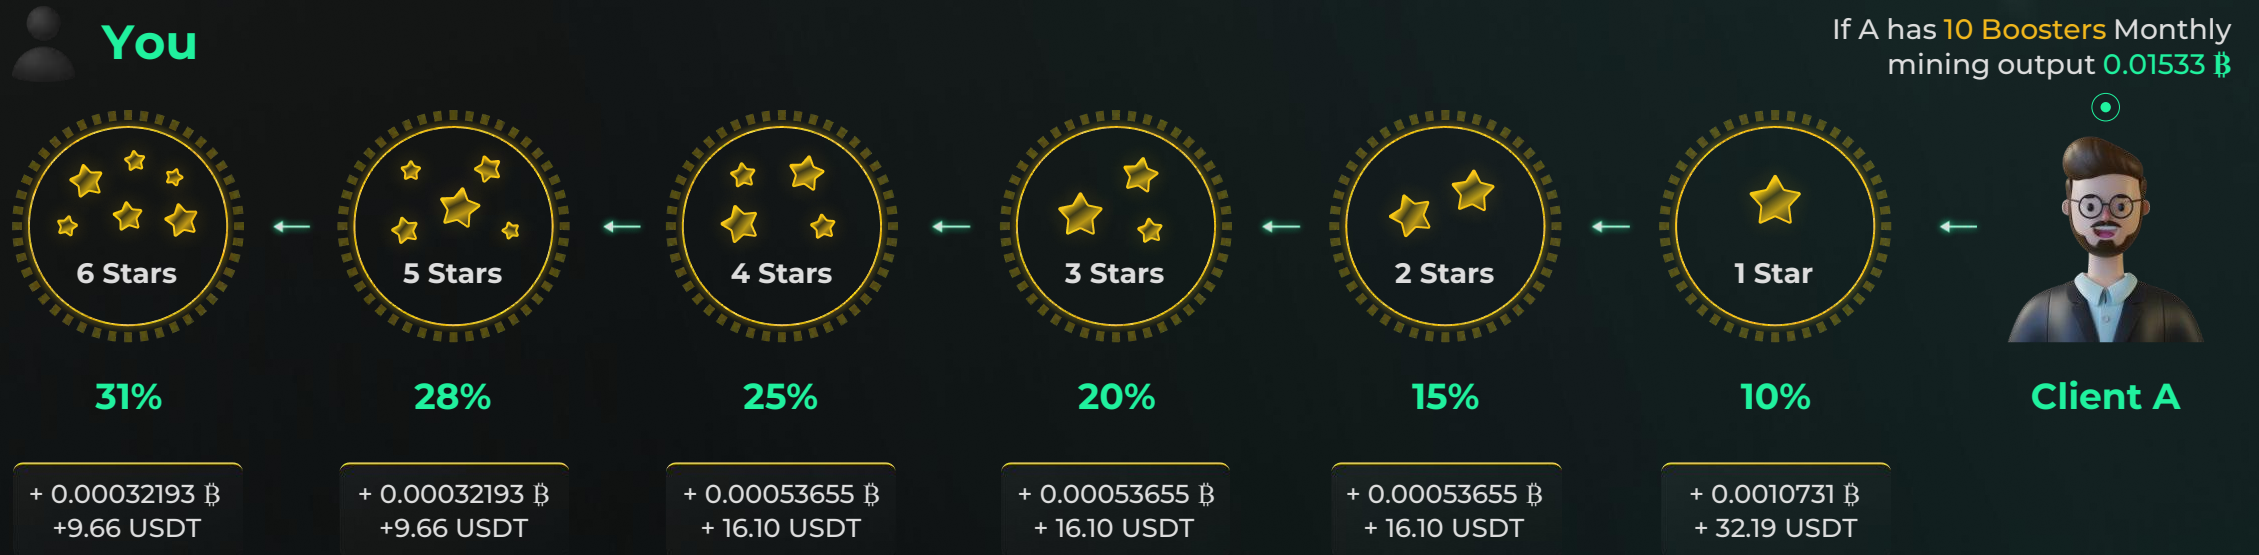 You
If A has 10 Boosters Monthly
mining output 0.01533 ₿
6 Stars
5 Stars
4 Stars
3 Stars
2 Stars
1 Star
31%
28%
25%
20%
15%
10%
Client A
+ 0.00032193 ₿
+9.66 USDT
+ 0.00032193 ₿
+9.66 USDT
+ 0.00053655 ₿
+ 16.10 USDT
+ 0.00053655 ₿
+ 16.10 USDT
+ 0.00053655 ₿
+ 16.10 USDT
+ 0.0010731 ₿
+ 32.19 USDT